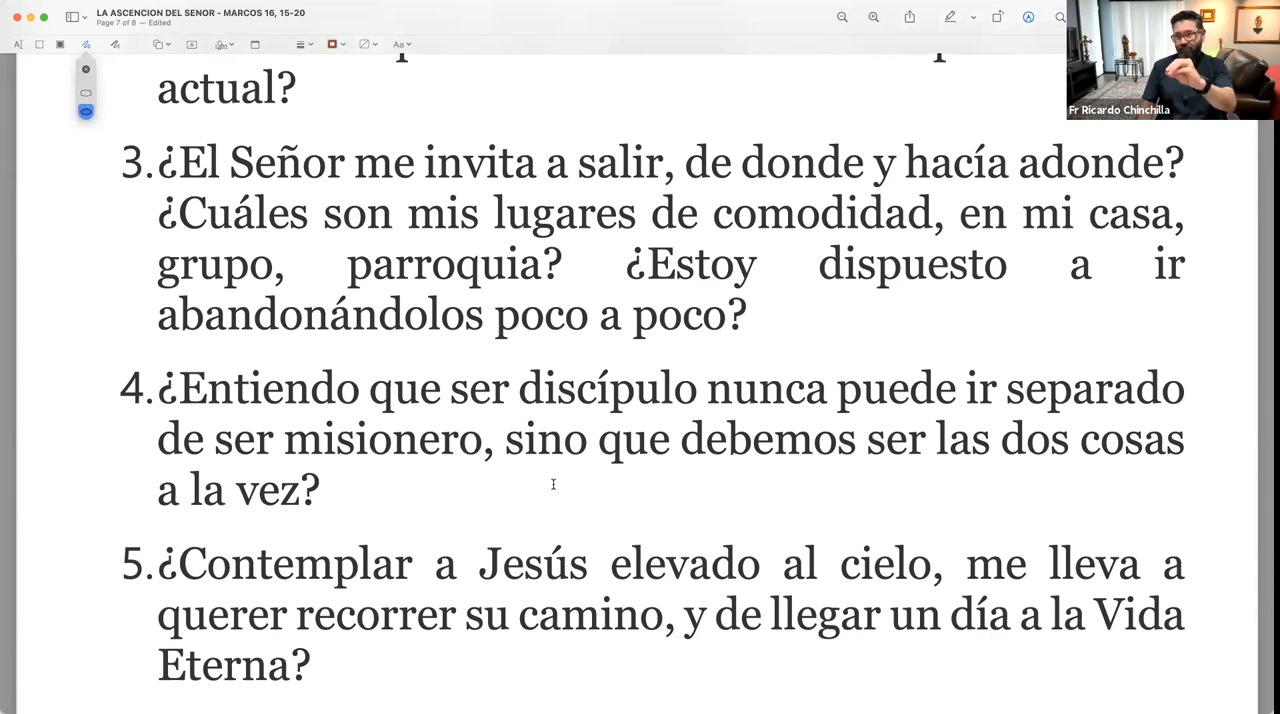 LA ASCENCION DEL SENOR - MARCOS 16, 15-20
Page 7 of 8 — Edited
Fr Ricardo Chinchilla
actual?
3. ¿El Señor me invita a salir, de donde y hacía adonde?
¿Cuáles son mis lugares de comodidad, en mi casa,
grupo, parroquia? ¿Estoy dispuesto a ir
abandonándolos poco a poco?
4. ¿Entiendo que ser discípulo nunca puede ir separado
de ser misionero, sino que debemos ser las dos cosas
a la vez?
5. ¿Contemplar a Jesús elevado al cielo, me lleva a
querer recorrer su camino, y de llegar un día a la Vida
Eterna?